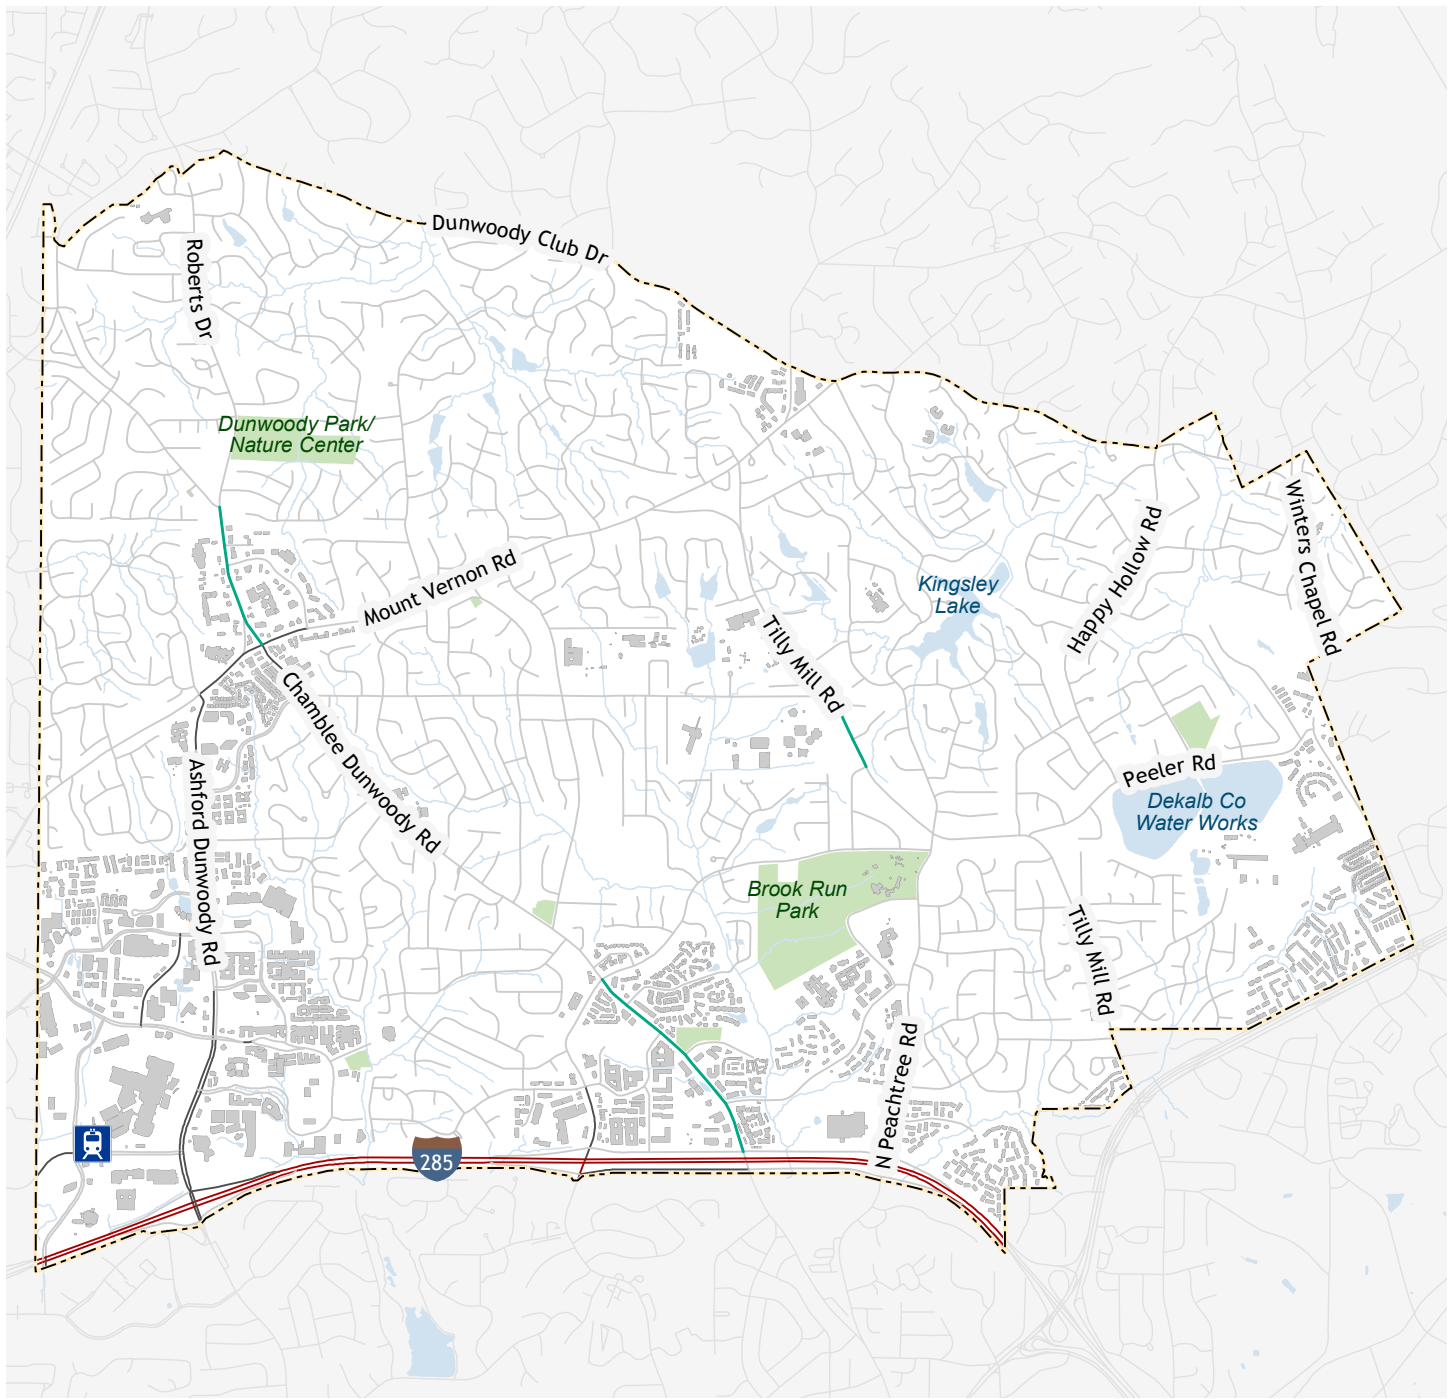 Dunwoody Club Dr
Roberts Dr
Dunwoody Park/
Nature Center
Winters Chapel Rd
Happy Hollow Rd
Mount Vernon Rd
Kingsley
Lake
Tilly Mill Rd
Chamblee Dunwoody Rd
Ashford Dunwoody Rd
Peeler Rd
Dekalb Co
Water Works
Brook Run
Park
Tilly Mill Rd
N Peachtree Rd
285